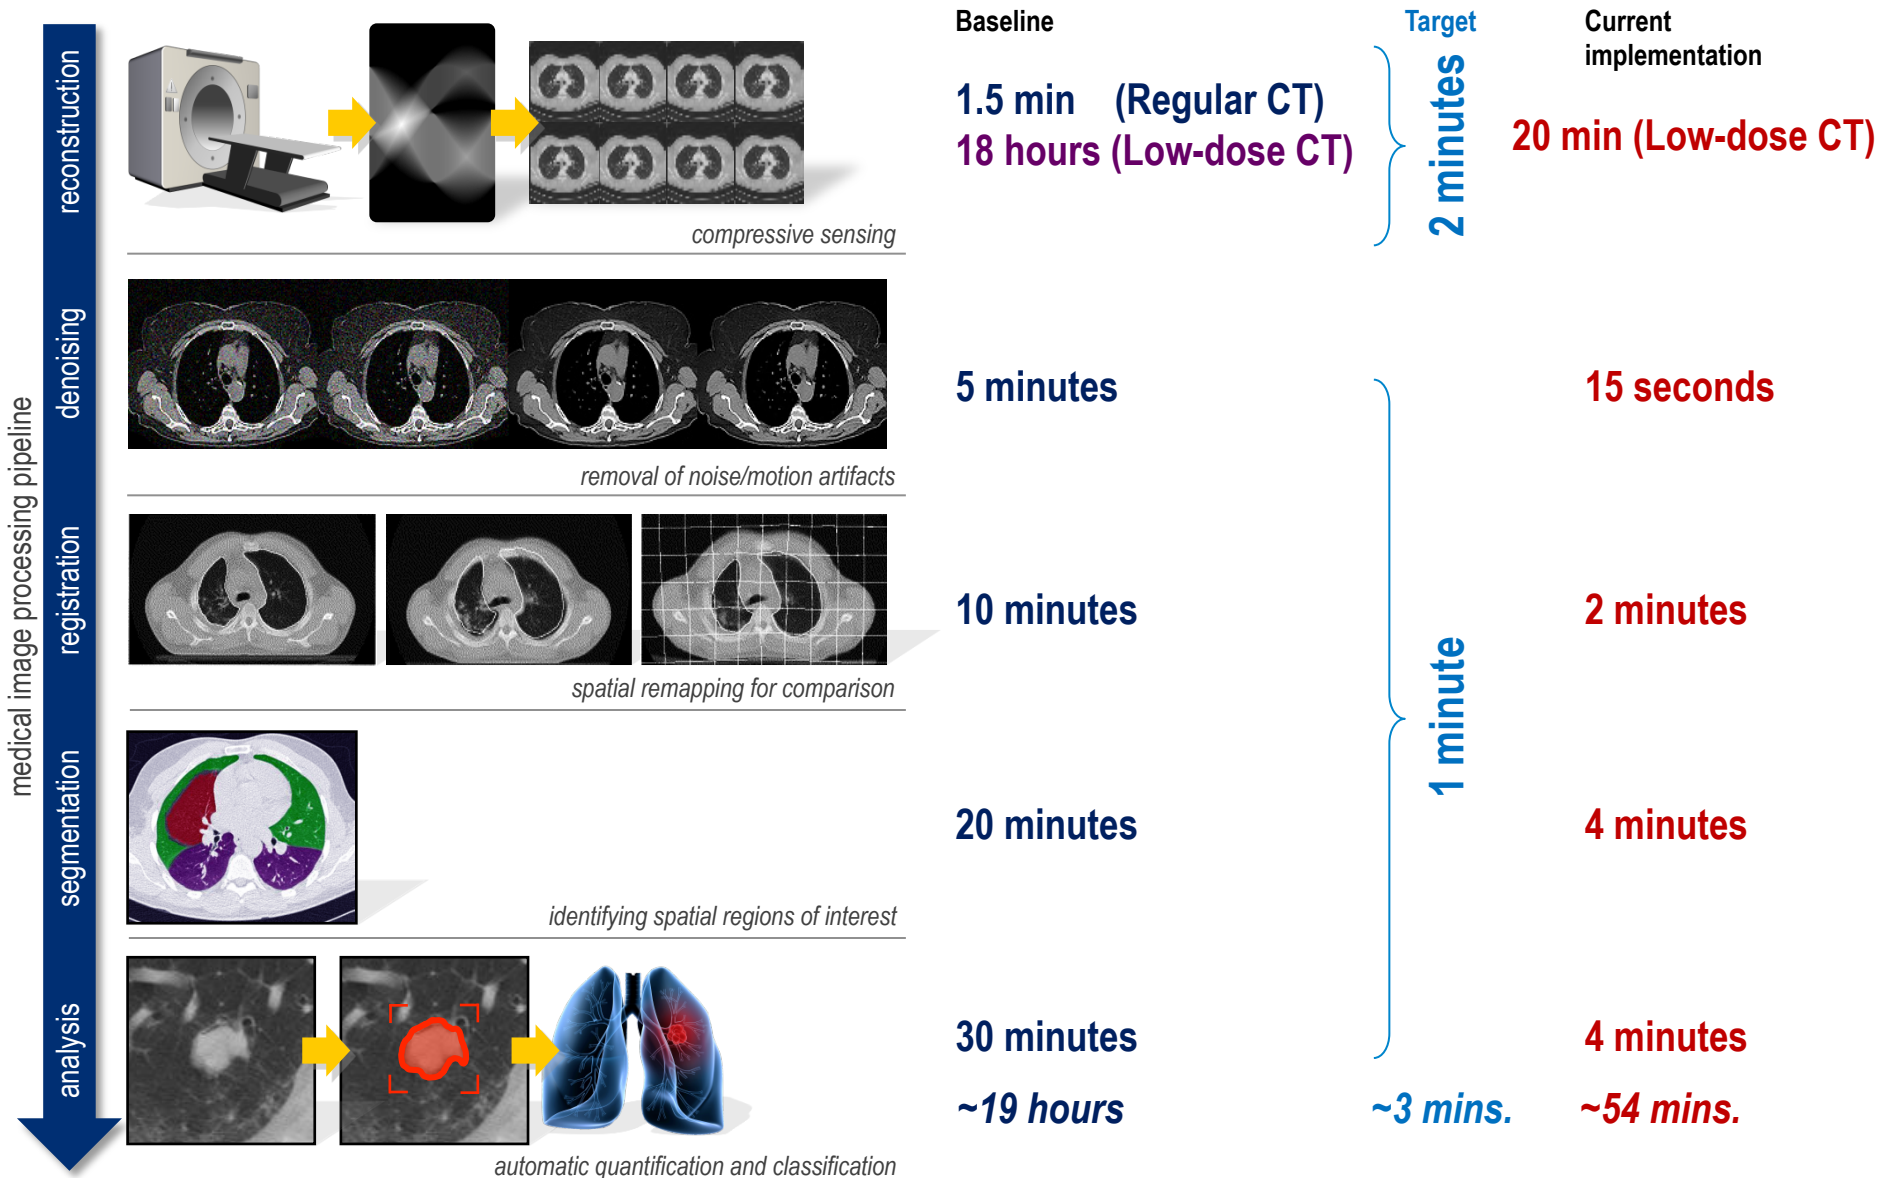 Baseline
Target
Current
implementation
medical image processing pipeline
reconstruction
1.5 min (Regular CT)
18 hours (Low-dose CT)
2 minutes
20 min (Low-dose CT)
compressive sensing
denoising
5 minutes
15 seconds
removal of noise/motion artifacts
registration
10 minutes
2 minutes
spatial remapping for comparison
1 minute
segmentation
20 minutes
4 minutes
identifying spatial regions of interest
analysis
30 minutes
4 minutes
~19 hours
~3 mins.
~54 mins.
automatic quantification and classification